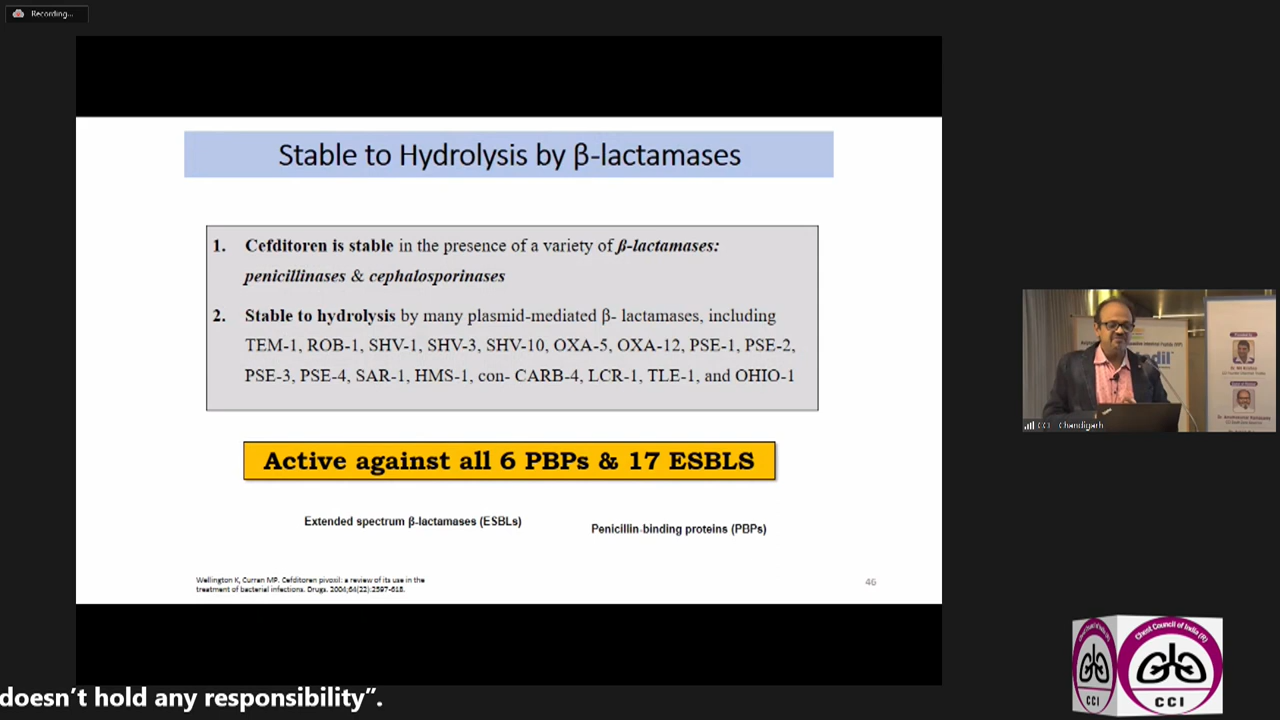 Recording...
Stable to Hydrolysis by β-lactamases
1. Cefditoren is stable in the presence of a variety of β-lactamases:
penicillinases & cephalosporinases
2. Stable to hydrolysis by many plasmid-mediated β- lactamases, including
TEM-1, ROB-1, SHV-1, SHV-3, SHV-10, OXA-5, OXA-12, PSE-1, PSE-2,
PSE-3, PSE-4, SAR-1, HMS-1, con- CARB-4, LCR-1, TLE-1, and OHIO-1
Active against all 6 PBPs & 17 ESBLS
Extended spectrum β-lactamases (ESBLs)
Penicillin-binding proteins (PBPs)
Wellington K, Curran MP. Cefditoren pivoxil: a review of its use in the
treatment of bacterial infections. Drugs. 2004;64(22):2597-618.
46
Chandigarh
Chest Council of India (R)
CCI
CCI
doesn't hold any responsibility”.